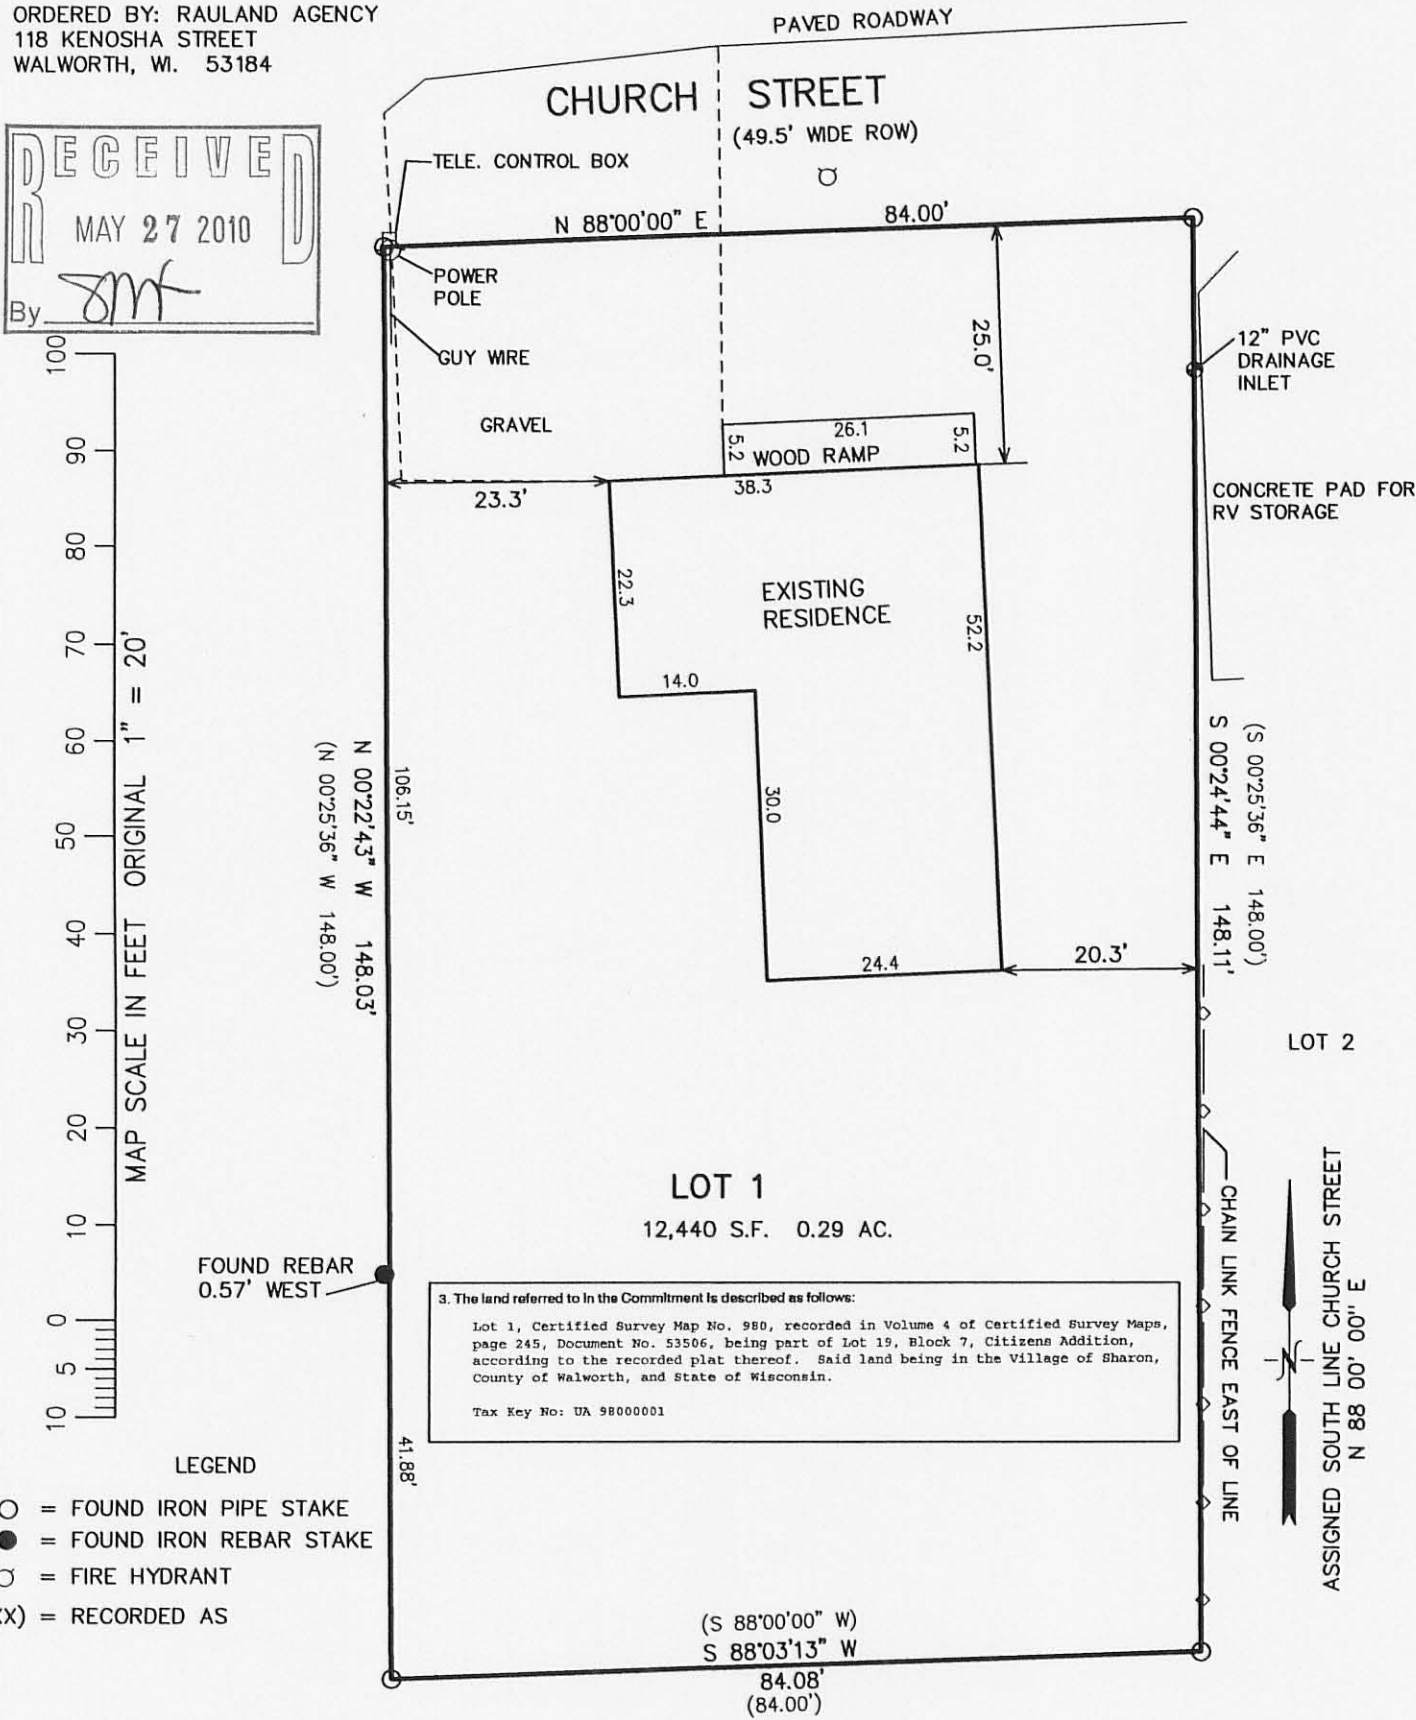 ORDERED BY: RAULAND AGENCY
118 KENOSHA STREET
WALWORTH, WI. 53184
PAVED ROADWAY
CHURCH STREET
(49.5' WIDE ROW)
RECEIVED
MAY 27 2010
By
TELE. CONTROL BOX
N 88°00'00" E 84.00'
POWER
POLE
GUY WIRE
GRAVEL
25.0'
12" PVC
DRAINAGE
INLET
26.1
5.2
5.2
WOOD RAMP
38.3
23.3'
CONCRETE PAD FOR
RV STORAGE
22.3
EXISTING
RESIDENCE
52.2
14.0
30.0
24.4
20.3'
100
90
80
70
60
50
40
30
20
10
0
5
10
MAP SCALE IN FEET ORIGINAL 1" = 20'
106.15'
N 00°22'43" W 148.03'
(N 00°25'36" W 148.00')
(S 00°25'36" E 148.00')
S 00°24'44" E 148.11'
LOT 2
LOT 1
12,440 S.F. 0.29 AC.
FOUND REBAR
0.57' WEST
3. The land referred to in the Commitment is described as follows:
Lot 1, Certified Survey Map No. 980, recorded in Volume 4 of Certified Survey Maps,
page 245, Document No. 53506, being part of Lot 19, Block 7, Citizens Addition,
according to the recorded plat thereof. Said land being in the Village of Sharon,
County of Walworth, and State of Wisconsin.
Tax Key No: UA 98000001
CHAIN LINK FENCE EAST OF LINE
N
ASSIGNED SOUTH LINE CHURCH STREET
N 88 00' 00" E
41.88'
LEGEND
= FOUND IRON PIPE STAKE
= FOUND IRON REBAR STAKE
= FIRE HYDRANT
X) = RECORDED AS
(S 88°00'00" W)
S 88°03'13" W
84.08'
(84.00')